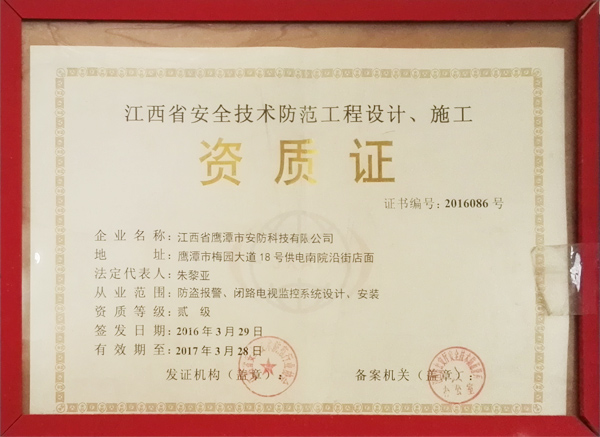 江西省安全技术防范工程设计、施工
资质证
证书编号：2016086 号
企业名称：江西省鹰潭市安防科技有限公司
地址：鹰潭市梅园大道 18 号供电南院沿街店面
法定代表人：朱黎亚
从业范围：防盗报警、闭路电视监控系统设计、安装
资质等级：贰 级
签发日期：2016 年 3 月 29 日
有效期至：2017 年 3 月 28 日
发证机构（盖章）： 备案机关（盖章）：
办公室